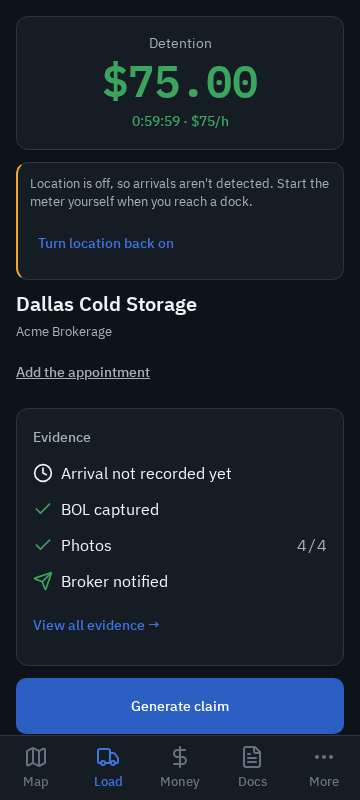 Detention
$75.00
0:59:59 · $75/h
Location is off, so arrivals aren't detected. Start the
meter yourself when you reach a dock.
Turn location back on
Dallas Cold Storage
Acme Brokerage
Add the appointment
Evidence
Arrival not recorded yet
BOL captured
Photos 4/4
Broker notified
View all evidence →
Generate claim
Map Load Money Docs More